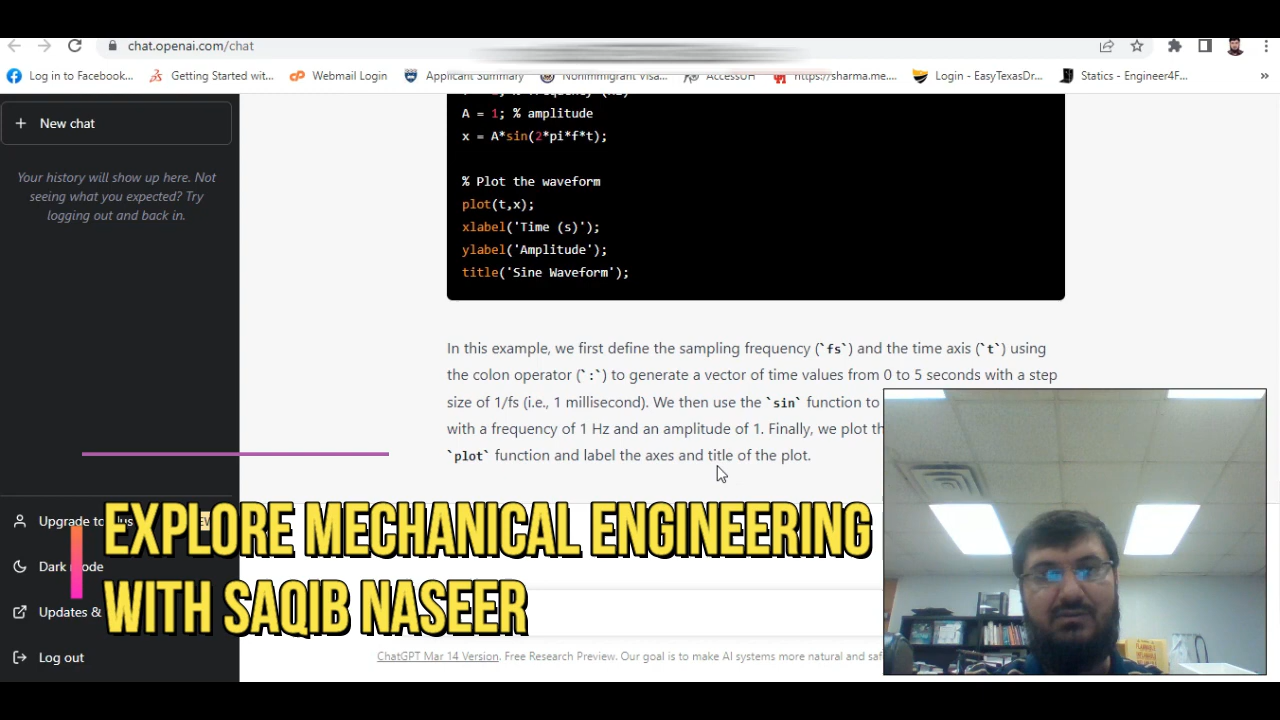 chat.openai.com/chat
Log in to Facebook... Getting Started wit... Webmail Login Applicant Summary Nonimmigrant Visa... AccessUH https://sharma.me... Login - EasyTexasDr... Statics - Engineer4F... »
+ New chat
Your history will show up here. Not
seeing what you expected? Try
logging out and back in.
A = 1; % amplitude
x = A*sin(2*pi*f*t);
% Plot the waveform
plot(t,x);
xlabel('Time (s)');
ylabel('Amplitude');
title('Sine Waveform');
In this example, we first define the sampling frequency (`fs`) and the time axis (`t`) using
the colon operator (`:`) to generate a vector of time values from 0 to 5 seconds with a step
size of 1/fs (i.e., 1 millisecond). We then use the `sin` function to
with a frequency of 1 Hz and an amplitude of 1. Finally, we plot th
`plot` function and label the axes and title of the plot.
Upgrade to
Dark mode
Updates &
Log out
EXPLORE MECHANICAL ENGINEERING
WITH SAQIB NASEER
ChatGPT Mar 14 Version. Free Research Preview. Our goal is to make AI systems more natural and saf